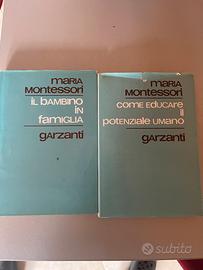 maria
montessori
il bambino
in
famiglia
garzanti
maria
montessori
come educare
il
potenziale umano
garzanti
subito